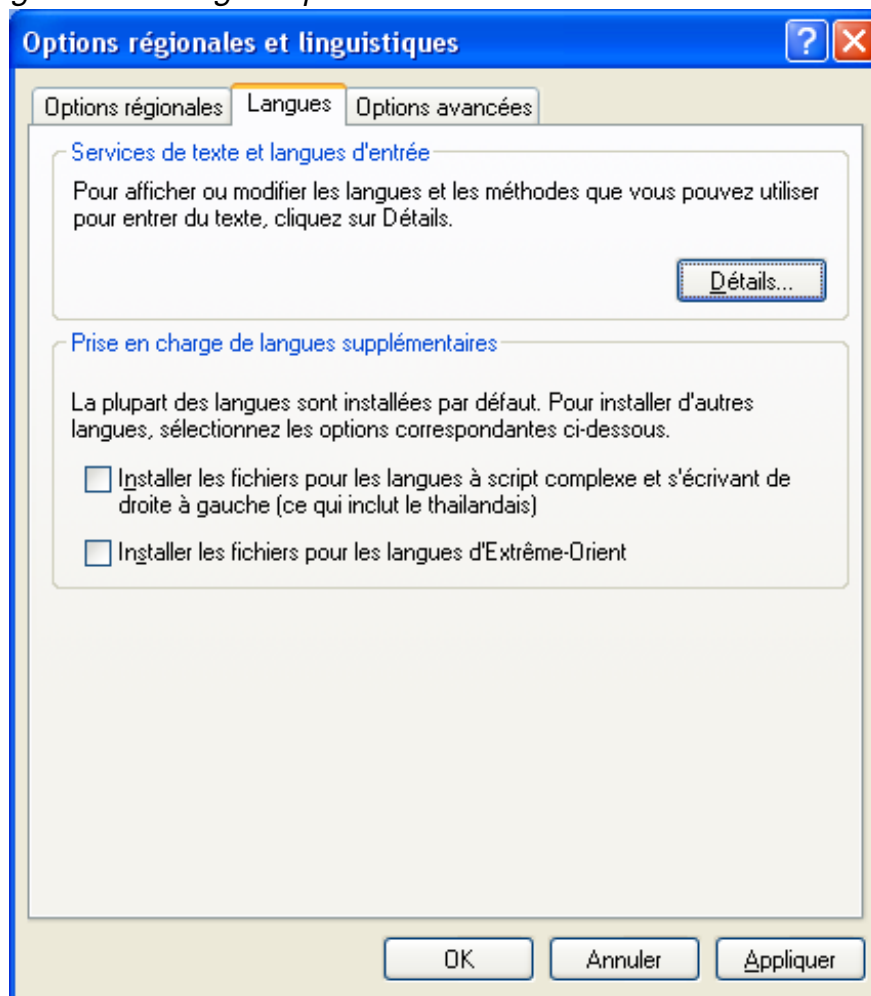 Options régionales et linguistiques
Options régionales Langues Options avancées
Services de texte et langues d'entrée
Pour afficher ou modifier les langues et les méthodes que vous pouvez utiliser
pour entrer du texte, cliquez sur Détails.
Détails...
Prise en charge de langues supplémentaires
La plupart des langues sont installées par défaut. Pour installer d'autres
langues, sélectionnez les options correspondantes ci-dessous.
Installer les fichiers pour les langues à script complexe et s'écrivant de
droite à gauche (ce qui inclut le thailandais)
Installer les fichiers pour les langues d'Extrême-Orient
OK Annuler Appliquer